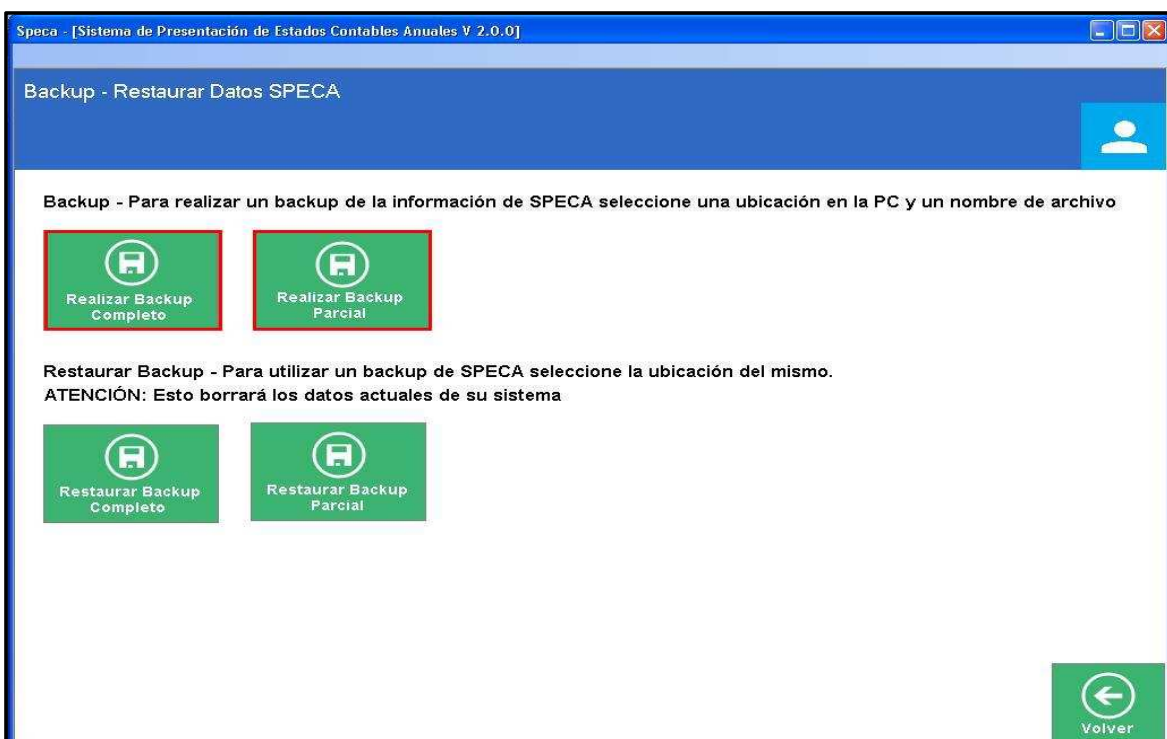 Speca - [Sistema de Presentación de Estados Contables Anuales V 2.0.0]
Backup - Restaurar Datos SPECA
Backup - Para realizar un backup de la información de SPECA seleccione una ubicación en la PC y un nombre de archivo
Realizar Backup
Completo
Realizar Backup
Parcial
Restaurar Backup - Para utilizar un backup de SPECA seleccione la ubicación del mismo.
ATENCIÓN: Esto borrará los datos actuales de su sistema
Restaurar Backup
Completo
Restaurar Backup
Parcial
Volver